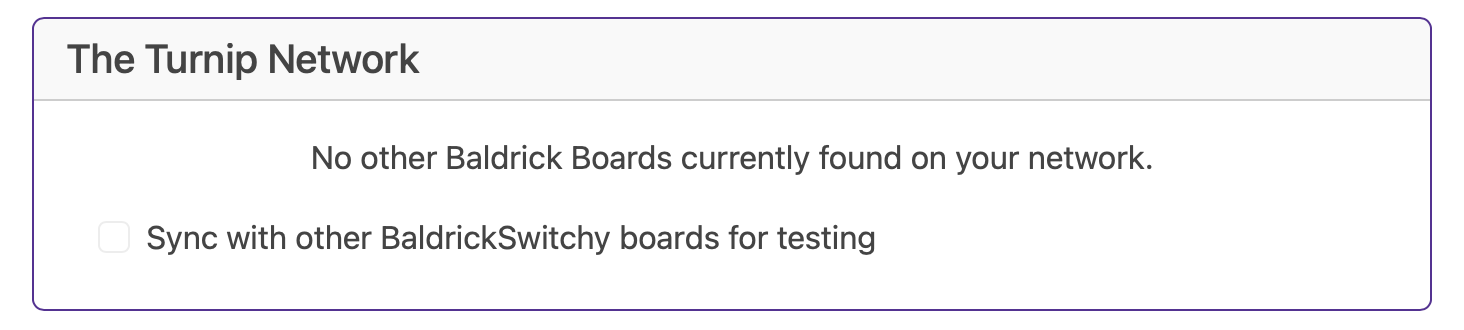 The Turnip Network
No other Baldrick Boards currently found on your network.
Sync with other BaldrickSwitchy boards for testing